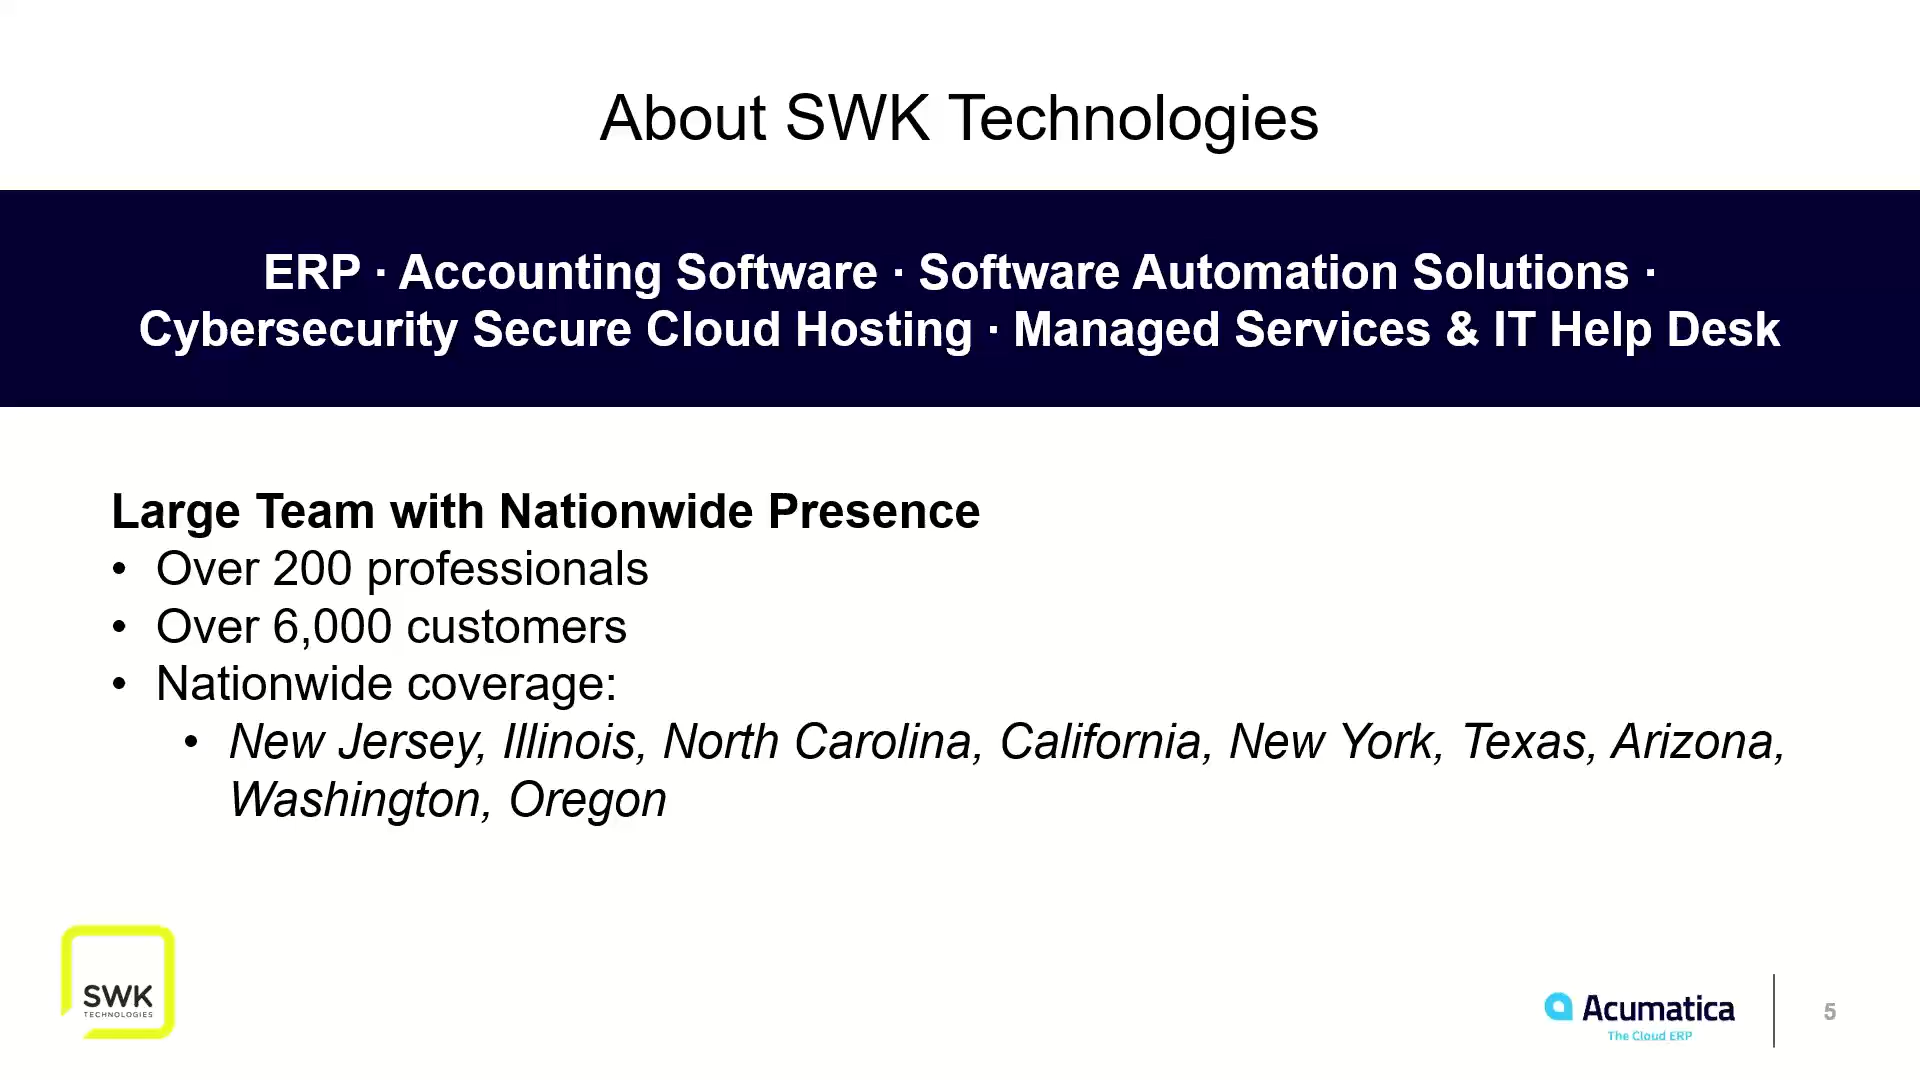 About SWK Technologies
ERP · Accounting Software · Software Automation Solutions ·
Cybersecurity Secure Cloud Hosting · Managed Services & IT Help Desk
Large Team with Nationwide Presence
• Over 200 professionals
• Over 6,000 customers
• Nationwide coverage:
• New Jersey, Illinois, North Carolina, California, New York, Texas, Arizona,
Washington, Oregon
SWK
TECHNOLOGIES
Acumatica
The Cloud ERP
5